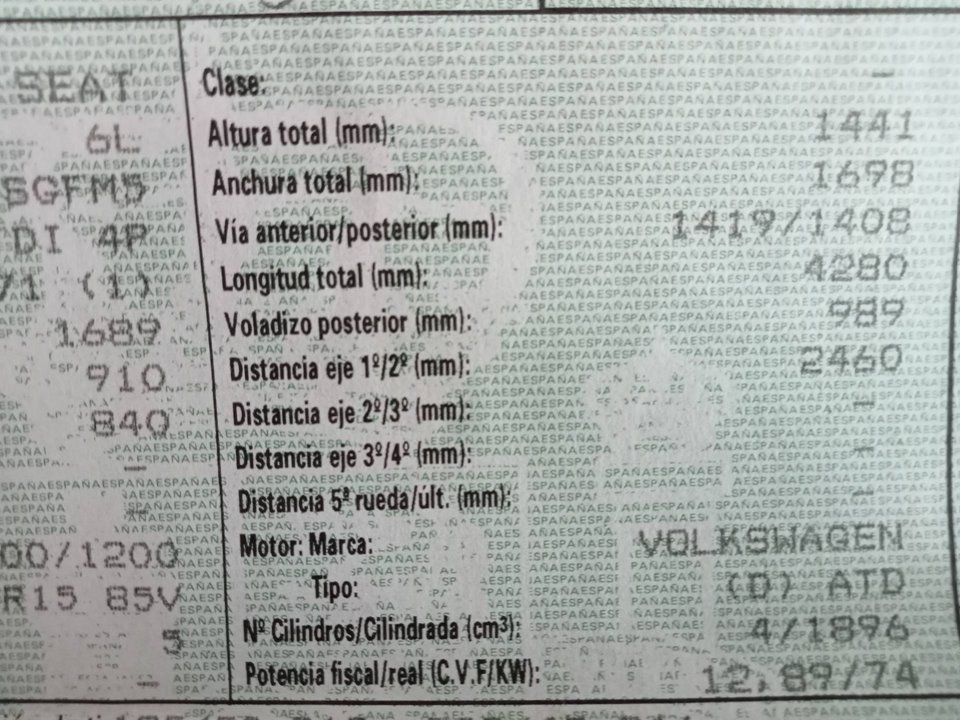 SEAT Clase. -
6L Altura total (mm): 1441
SGFM5 Anchura total (mm): 1698
DI 4P Vía anterior/posterior (mm): 1419/1408
71 (1) Longitud total (mm): 4280
1689 Voladizo posterior (mm): 989
910 Distancia eje 1º/2º (mm): 2460
840 Distancia eje 2º/3º (mm): -
- Distancia eje 3º/4º (mm): -
- Distancia 5ª rueda/últ. (mm): -
00/1200 Motor: Marca: VOLKSWAGEN
R15 85V Tipo: (D) ATD
5 Nº Cilindros/Cilindrada (cm³): 4/1896
- Potencia fiscal/real (C.V.F/KW): 12,89/74